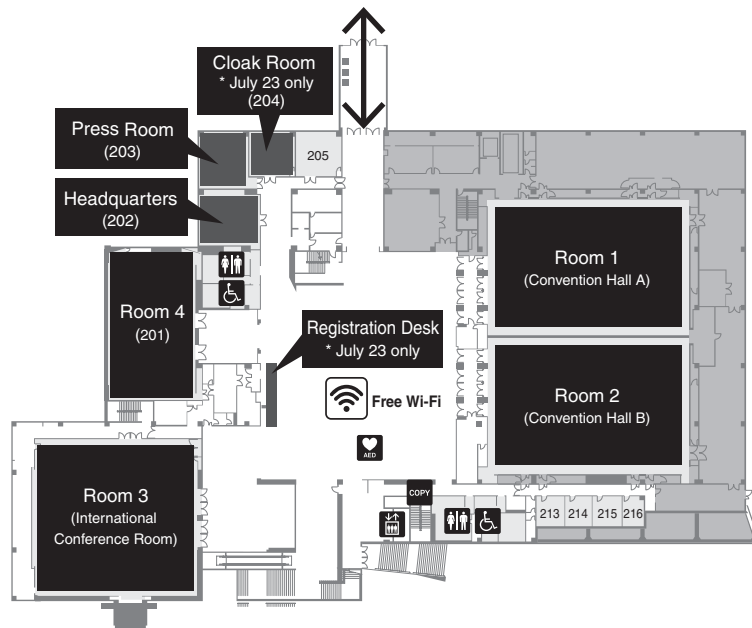 Cloak Room
* July 23 only
(204)
Press Room
(203)
205
Headquarters
(202)
Room 1
(Convention Hall A)
Room 4
(201)
Registration Desk
* July 23 only
Free Wi-Fi
Room 2
(Convention Hall B)
AED
Room 3
(International
Conference Room)
COPY
213
214
215
216